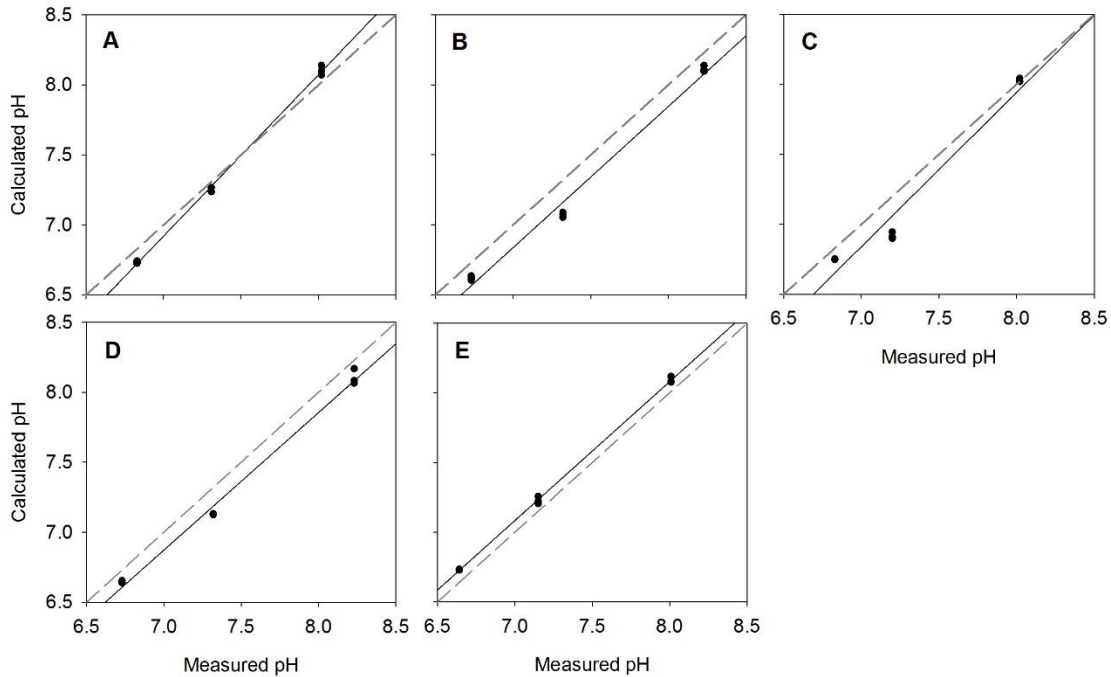 8.5
A
B
C
8.0
Calculated pH
7.5
7.0
6.5
6.5 7.0 7.5 8.0 8.5
8.5
D
E
Measured pH
8.0
Calculated pH
7.5
7.0
6.5
6.5 7.0 7.5 8.0 8.5 6.5 7.0 7.5 8.0 8.5
Measured pH Measured pH